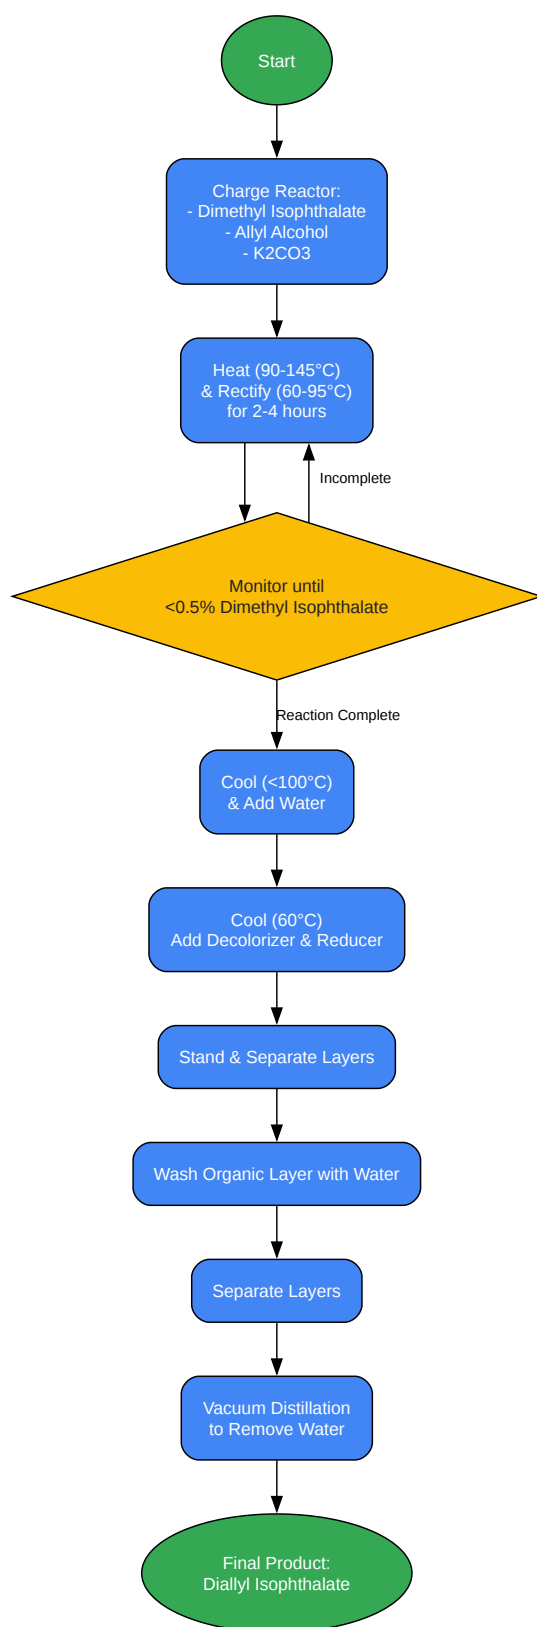 Start
Charge Reactor:
- Dimethyl Isophthalate
- Allyl Alcohol
- K2CO3
Heat (90-145°C)
& Rectify (60-95°C)
for 2-4 hours
Incomplete
Monitor until
<0.5% Dimethyl Isophthalate
Reaction Complete
Cool (<100°C)
& Add Water
Cool (60°C)
Add Decolorizer & Reducer
Stand & Separate Layers
Wash Organic Layer with Water
Separate Layers
Vacuum Distillation
to Remove Water
Final Product:
Diallyl Isophthalate